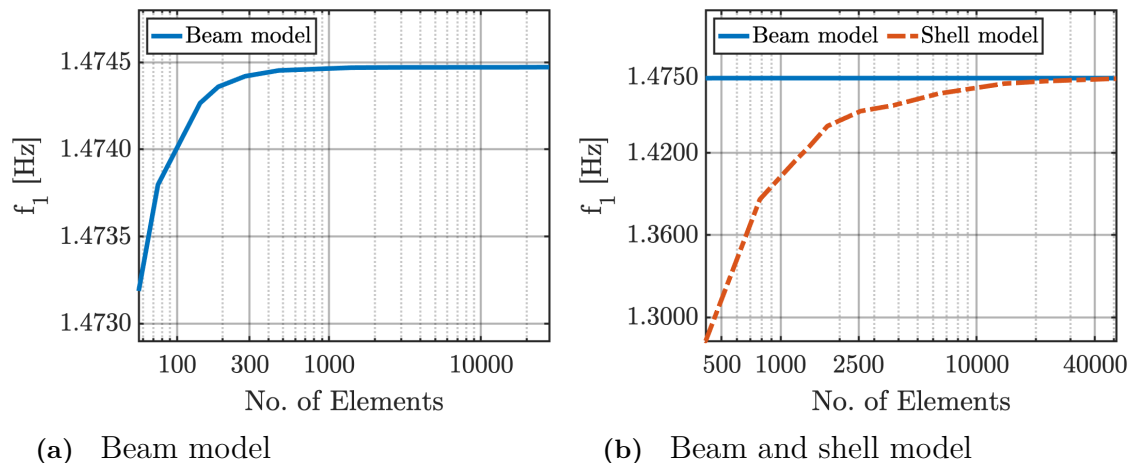 Beam model
1.4745
1.4740
1.4735
1.4730
f_1 [Hz]
100 300 1000 10000
No. of Elements
(a) Beam model
Beam model Shell model
1.4750
1.4200
1.3600
1.3000
f_1 [Hz]
500 1000 2500 10000 40000
No. of Elements
(b) Beam and shell model